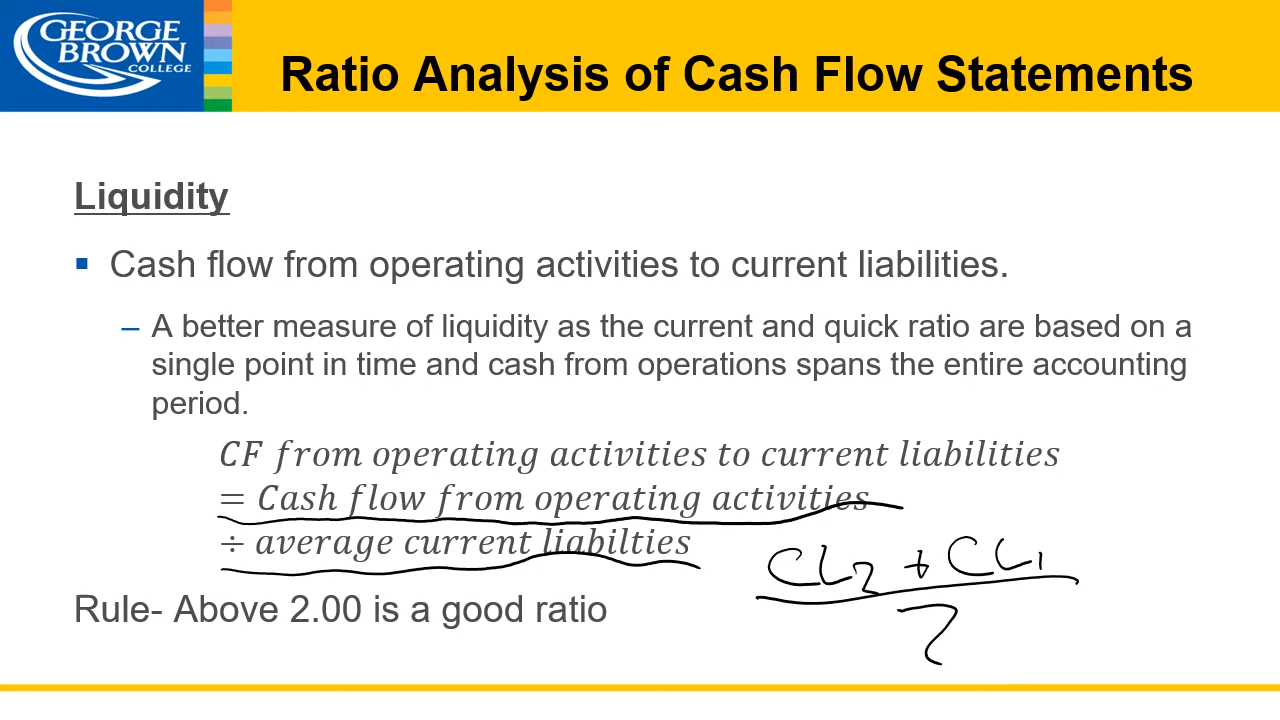 GEORGE
BROWN
COLLEGE
Ratio Analysis of Cash Flow Statements
Liquidity
▪ Cash flow from operating activities to current liabilities.
– A better measure of liquidity as the current and quick ratio are based on a
single point in time and cash from operations spans the entire accounting
period.
CF from operating activities to current liabilities
= Cash flow from operating activities
÷ average current liabilties
CL2 + CL1
2
Rule- Above 2.00 is a good ratio